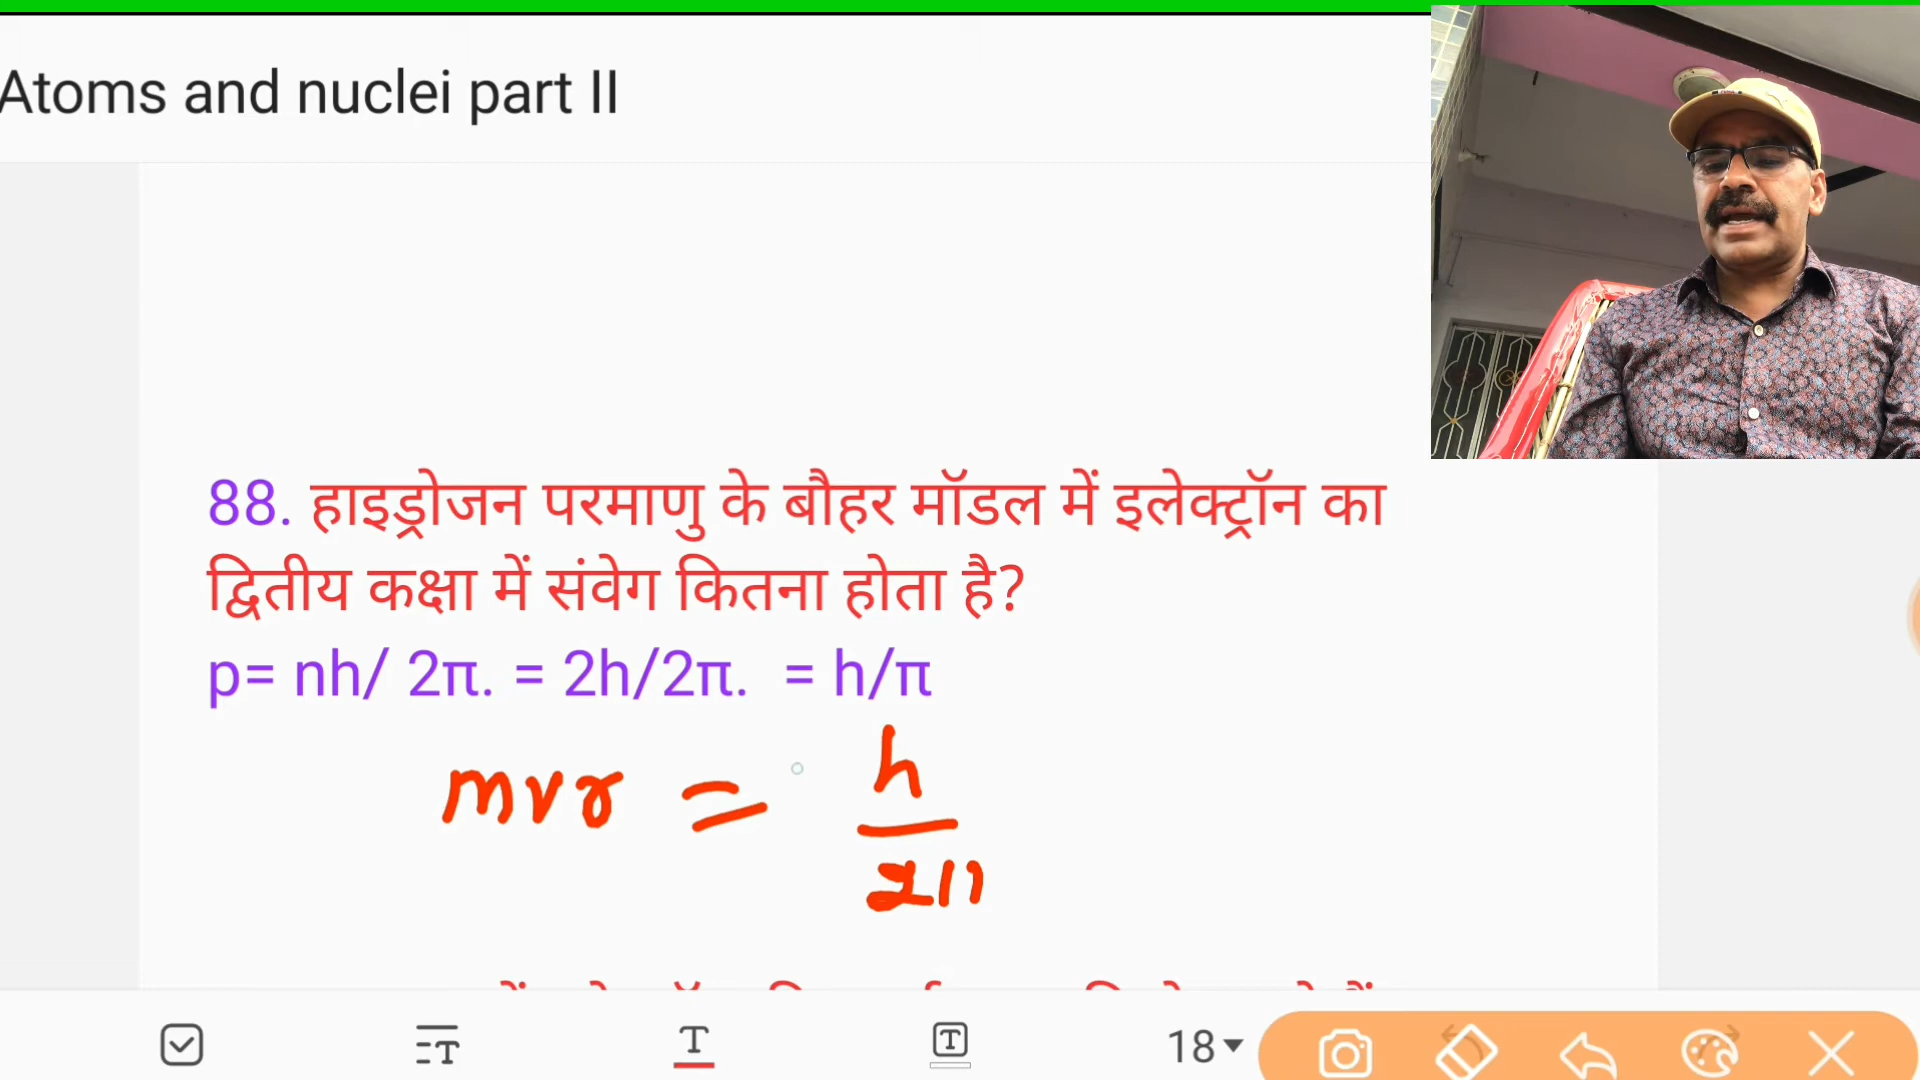 Atoms and nuclei part II
88. हाइड्रोजन परमाणु के बौहर मॉडल में इलेक्ट्रॉन का
द्वितीय कक्षा में संवेग कितना होता है?
p= nh/ 2π. = 2h/2π. = h/π
mvr = h/2π
18